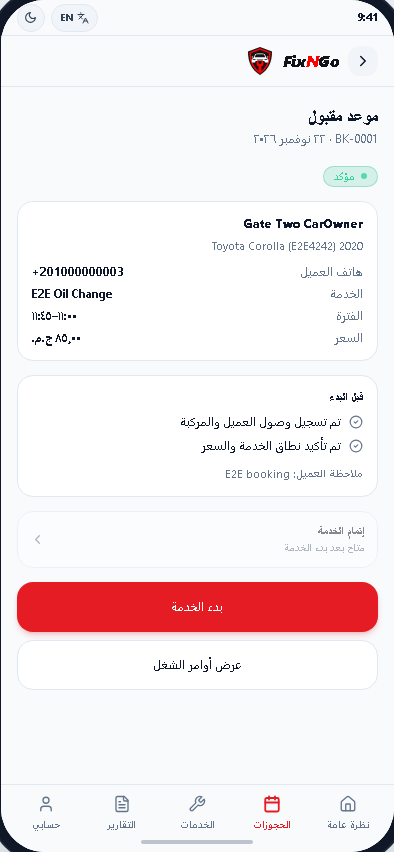 9:41
EN
FixNGo
موعد مقبول
BK-0001 · ٢٢ نوفمبر ٢٠٢٦
مؤكد
Gate Two CarOwner
Toyota Corolla (E2E4242) 2020
هاتف العميل +201000000003
الخدمة E2E Oil Change
الفترة ١١:٠٠–١١:٤٥
السعر ٨٥٫٠٠ ج.م.
قبل البدء
تم تسجيل وصول العميل والمركبة
تم تأكيد نطاق الخدمة والسعر
ملاحظة العميل: E2E booking
إتمام الخدمة
متاح بعد بدء الخدمة
بدء الخدمة
عرض أوامر الشغل
نظرة عامة
الحجوزات
الخدمات
التقارير
حسابي